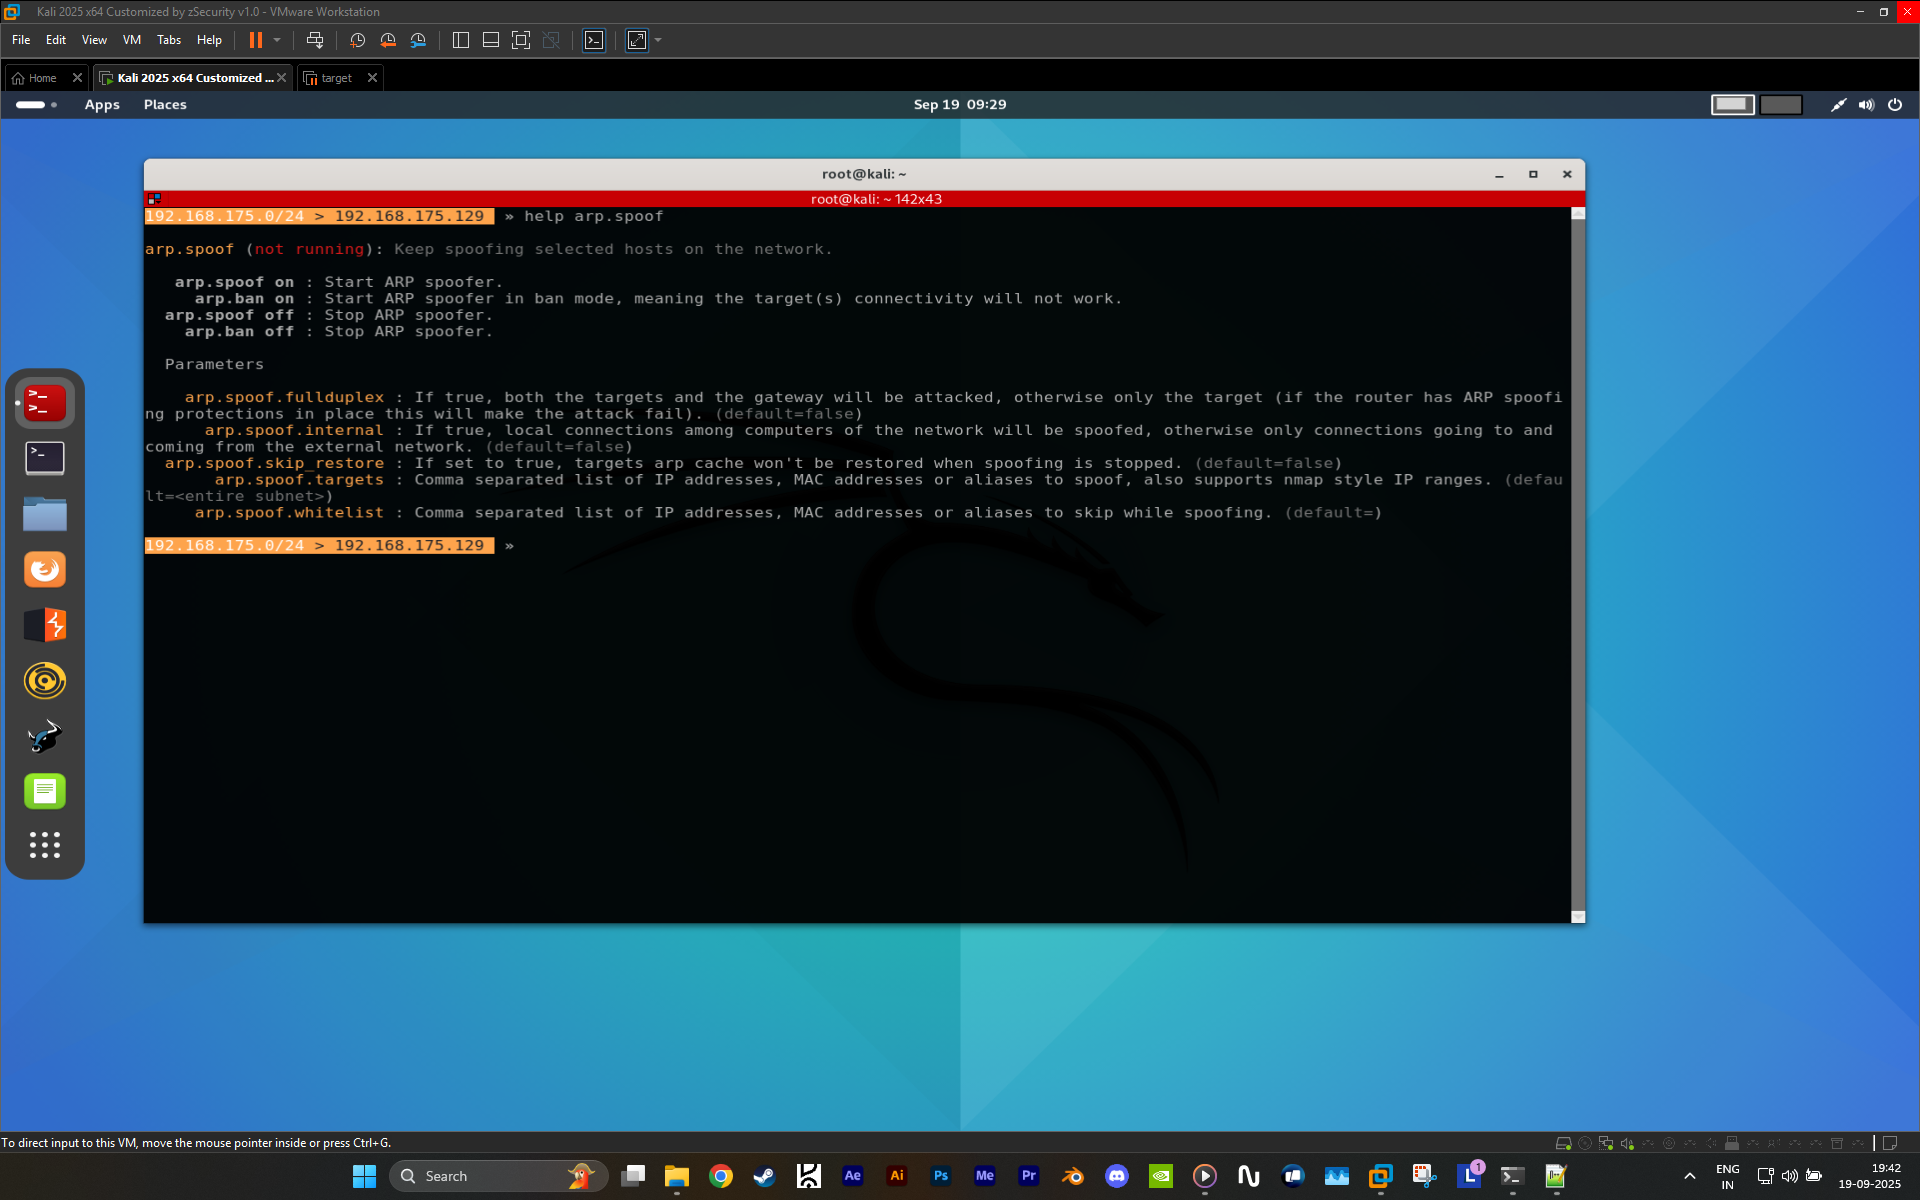 Kali 2025 x64 Customized by zSecurity v1.0 - VMware Workstation
File Edit View VM Tabs Help
Home Kali 2025 x64 Customized ... target
Apps Places Sep 19 09:29
root@kali: ~
root@kali: ~ 142x43
192.168.175.0/24 > 192.168.175.129 » help arp.spoof
arp.spoof (not running): Keep spoofing selected hosts on the network.
arp.spoof on : Start ARP spoofer.
arp.ban on : Start ARP spoofer in ban mode, meaning the target(s) connectivity will not work.
arp.spoof off : Stop ARP spoofer.
arp.ban off : Stop ARP spoofer.
Parameters
arp.spoof.fullduplex : If true, both the targets and the gateway will be attacked, otherwise only the target (if the router has ARP spoofi
ng protections in place this will make the attack fail). (default=false)
arp.spoof.internal : If true, local connections among computers of the network will be spoofed, otherwise only connections going to and
coming from the external network. (default=false)
arp.spoof.skip_restore : If set to true, targets arp cache won't be restored when spoofing is stopped. (default=false)
arp.spoof.targets : Comma separated list of IP addresses, MAC addresses or aliases to spoof, also supports nmap style IP ranges. (defau
lt=<entire subnet>)
arp.spoof.whitelist : Comma separated list of IP addresses, MAC addresses or aliases to skip while spoofing. (default=)
192.168.175.0/24 > 192.168.175.129 »
To direct input to this VM, move the mouse pointer inside or press Ctrl+G.
Search Ae Ai Ps Me Pr L 1 ENG 19:42
IN 19-09-2025